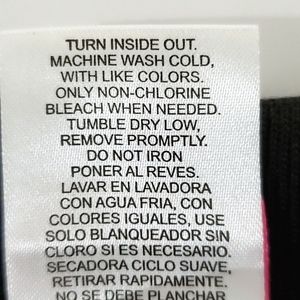 TURN INSIDE OUT.
MACHINE WASH COLD,
WITH LIKE COLORS.
ONLY NON-CHLORINE
BLEACH WHEN NEEDED.
TUMBLE DRY LOW,
REMOVE PROMPTLY.
DO NOT IRON
PONER AL REVES.
LAVAR EN LAVADORA
CON AGUA FRIA, CON
COLORES IGUALES, USE
SOLO BLANQUEADOR SIN
CLORO SI ES NECESARIO.
SECADORA CICLO SUAVE,
RETIRAR RAPIDAMENTE.
NO SE DEBE PLANCHAR